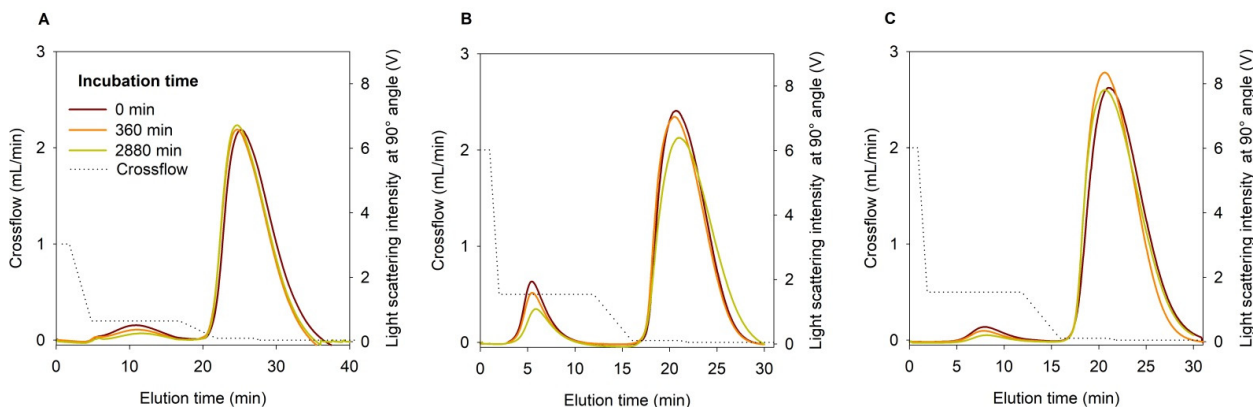 A
3
2
1
0
Crossflow (mL/min)
0
10
20
30
40
Elution time (min)
8
6
4
2
0
Light scattering intensity at 90° angle (V)
Incubation time
0 min
360 min
2880 min
Crossflow
B
3
2
1
0
Crossflow (mL/min)
0
5
10
15
20
25
30
Elution time (min)
8
6
4
2
0
Light scattering intensity at 90° angle (V)
C
3
2
1
0
Crossflow (mL/min)
0
5
10
15
20
25
30
Elution time (min)
8
6
4
2
0
Light scattering intensity at 90° angle (V)